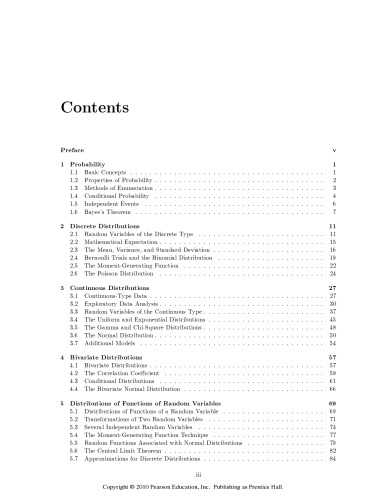 Contents
Preface v
1 Probability 1
1.1 Basic Concepts . . . . . . . . . . . . . . . . . . . . 1
1.2 Properties of Probability . . . . . . . . . . . . . . . . . . . . 2
1.3 Methods of Enumeration . . . . . . . . . . . . . . . . . . . . 3
1.4 Conditional Probability . . . . . . . . . . . . . . . . . . . . 4
1.5 Independent Events . . . . . . . . . . . . . . . . . . . . 6
1.6 Bayes's Theorem . . . . . . . . . . . . . . . . . . . . 7
2 Discrete Distributions 11
2.1 Random Variables of the Discrete Type . . . . . . . . . . . . . . . . . . . . 11
2.2 Mathematical Expectation . . . . . . . . . . . . . . . . . . . . 15
2.3 The Mean, Variance, and Standard Deviation . . . . . . . . . . . . . . . . . . . . 16
2.4 Bernoulli Trials and the Binomial Distribution . . . . . . . . . . . . . . . . . . . . 19
2.5 The Moment-Generating Function . . . . . . . . . . . . . . . . . . . . 22
2.6 The Poisson Distribution . . . . . . . . . . . . . . . . . . . . 24
3 Continuous Distributions 27
3.1 Continuous-Type Data . . . . . . . . . . . . . . . . . . . . 27
3.2 Exploratory Data Analysis . . . . . . . . . . . . . . . . . . . . 30
3.3 Random Variables of the Continuous Type . . . . . . . . . . . . . . . . . . . . 37
3.4 The Uniform and Exponential Distributions . . . . . . . . . . . . . . . . . . . . 45
3.5 The Gamma and Chi-Square Distributions . . . . . . . . . . . . . . . . . . . . 48
3.6 The Normal Distribution . . . . . . . . . . . . . . . . . . . . 50
3.7 Additional Models . . . . . . . . . . . . . . . . . . . . 54
4 Bivariate Distributions 57
4.1 Bivariate Distributions . . . . . . . . . . . . . . . . . . . . 57
4.2 The Correlation Coefficient . . . . . . . . . . . . . . . . . . . . 59
4.3 Conditional Distributions . . . . . . . . . . . . . . . . . . . . 61
4.4 The Bivariate Normal Distribution . . . . . . . . . . . . . . . . . . . . 66
5 Distributions of Functions of Random Variables 69
5.1 Distributions of Functions of a Random Variable . . . . . . . . . . . . . . . . . . . . 69
5.2 Transformations of Two Random Variables . . . . . . . . . . . . . . . . . . . . 71
5.3 Several Independent Random Variables . . . . . . . . . . . . . . . . . . . . 74
5.4 The Moment-Generating Function Technique . . . . . . . . . . . . . . . . . . . . 77
5.5 Random Functions Associated with Normal Distributions . . . . . . . . . . . . . . . . . . . . 79
5.6 The Central Limit Theorem . . . . . . . . . . . . . . . . . . . . 82
5.7 Approximations for Discrete Distributions . . . . . . . . . . . . . . . . . . . . 84
iii
Copyright © 2010 Pearson Education, Inc. Publishing as Prentice Hall.